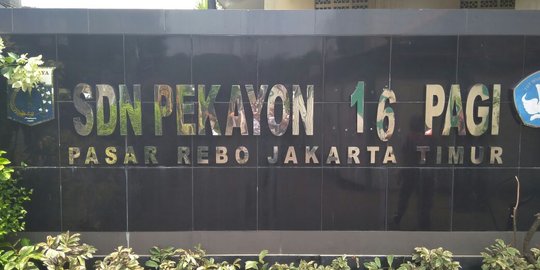 SDN PEKAYON 16 PAGI
PASAR REBO JAKARTA TIMUR